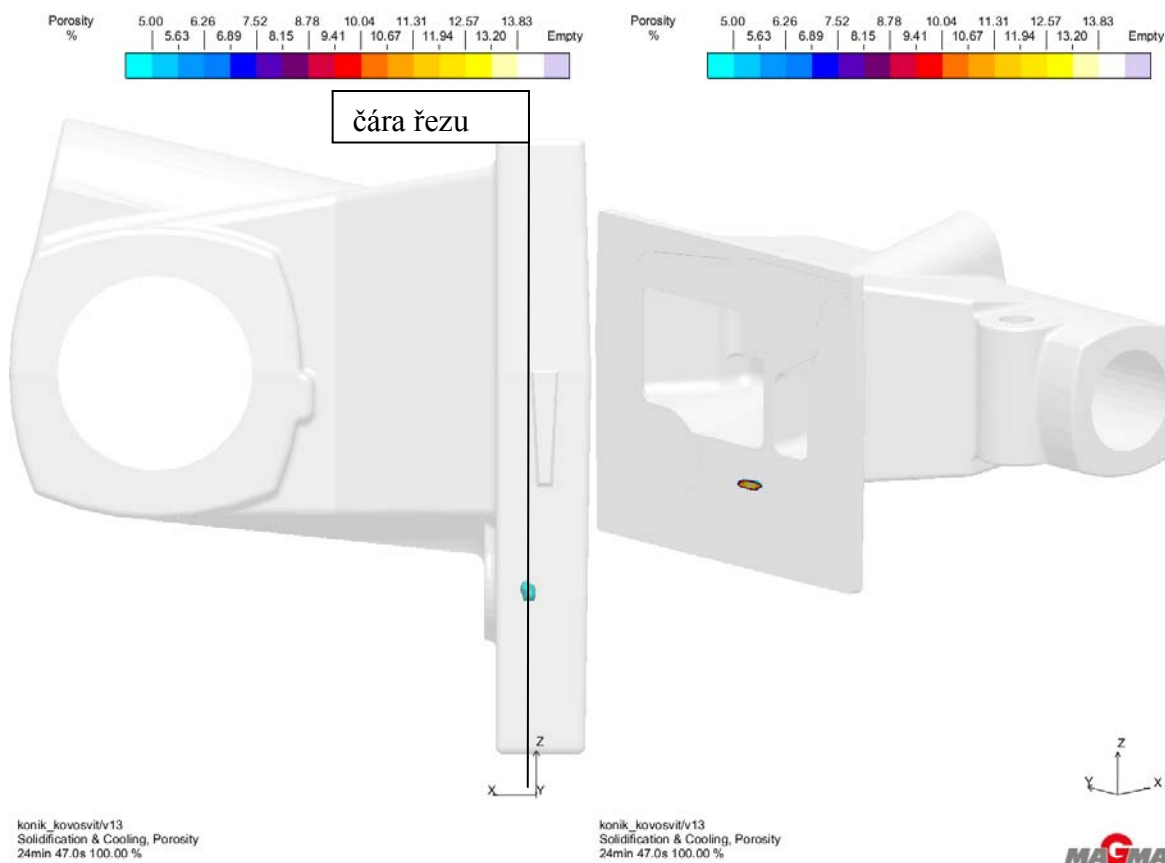 Porosity
%
5.00 6.26 7.52 8.78 10.04 11.31 12.57 13.83
5.63 6.89 8.15 9.41 10.67 11.94 13.20 Empty
Porosity
%
5.00 6.26 7.52 8.78 10.04 11.31 12.57 13.83
5.63 6.89 8.15 9.41 10.67 11.94 13.20 Empty
čára řezu
Z
X Y
Z
Y X
konik_kovosvit/v13
Solidification & Cooling, Porosity
24min 47.0s 100.00 %
konik_kovosvit/v13
Solidification & Cooling, Porosity
24min 47.0s 100.00 %
MAGMA